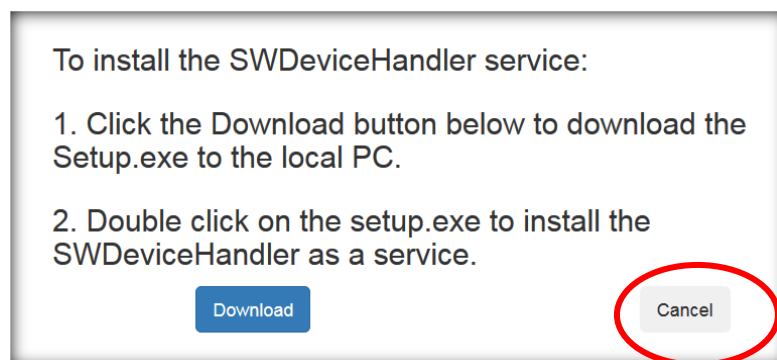 To install the SWDeviceHandler service:
1. Click the Download button below to download the
Setup.exe to the local PC.
2. Double click on the setup.exe to install the
SWDeviceHandler as a service.
Download
Cancel